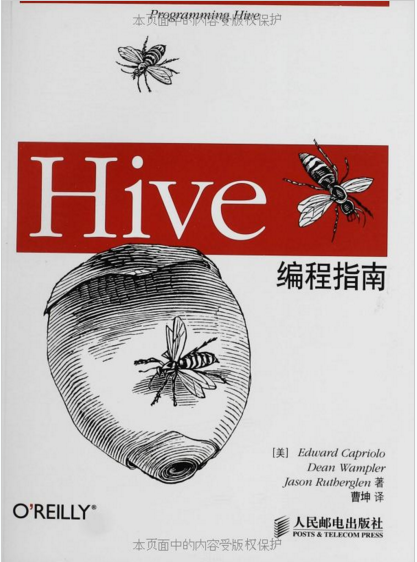 Programming Hive
本页面中的内容受版权保护
Hive
编程指南
[美] Edward Capriolo
Dean Wampler
Jason Rutherglen 著
曹坤 译
O'REILLY®
人民邮电出版社
POSTS & TELECOM PRESS
本页面中的内容受版权保护